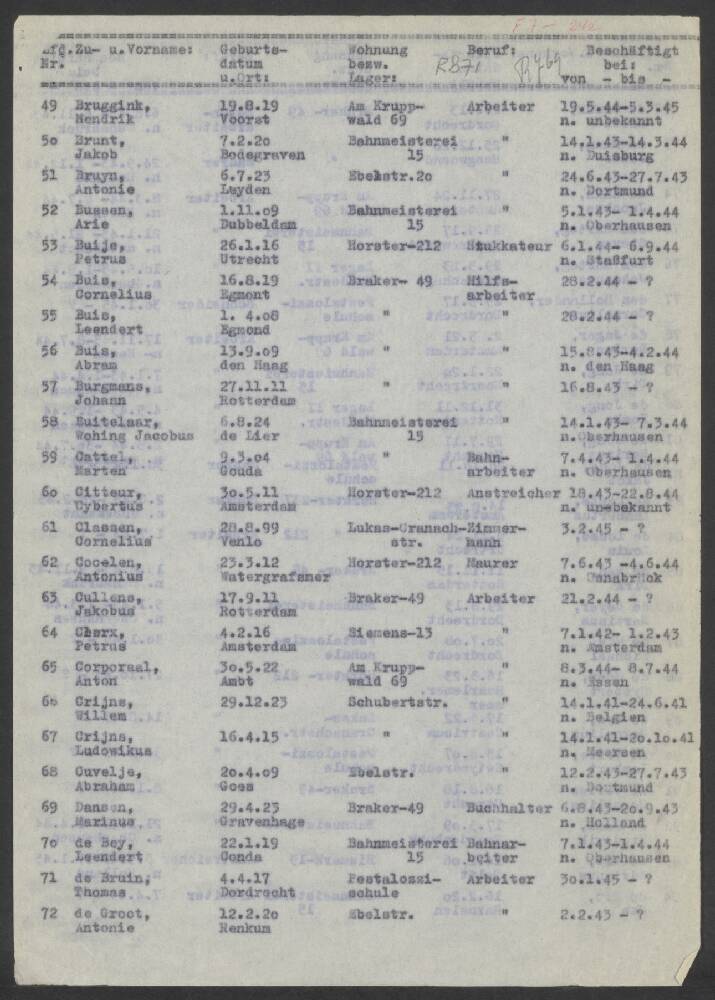 Lfd. Zu- u. Vorname: Geburts- Wohnung Beruf: Beschäftigt
Nr. datum bezw. bei:
u.Ort: Lager: von - bis -
49 Bruggink, 19.8.19 Am Krupp- Arbeiter 19.5.44-5.3.45
Hendrik Voorst wald 69 n. unbekannt
5o Brunt, 7.2.2o Bahnmeisterei " 14.1.43-14.3.44
Jakob Bodegraven 15 n. Duisburg
51 Bruyn, 6.7.23 Ebelstr.2o " 24.6.43-27.7.43
Antonie Leyden n. Dortmund
52 Bussen, 1.11.o9 Bahnmeisterei " 5.1.43- 1.4.44
Arie Dubbeldam 15 n. Oberhausen
53 Buijs, 26.1.16 Horster-212 Stukkateur 6.1.44- 6.9.44
Petrus Utrecht n. Staßfurt
54 Buis, 16.8.19 Braker- 49 Hilfs- 28.2.44 - ?
Cornelius Egmont arbeiter
55 Buis, 1. 4.o8 " " 28.2.44 - ?
Leendert Egmond
56 Buis, 13.9.o9 " " 15.8.43-4.2.44
Abram den Haag n. den Haag
57 Burgmans, 27.11.11 " " 16.8.43 - ?
Johann Rotterdam
58 Buitelaar, 6.8.24 Bahnmeisterei " 14.1.43- 7.3.44
Wohing Jacobus de Lier 15 n. Oberhausen
59 Cattel, 9.3.o4 " Bahn- 7.4.43- 1.4.44
Marten Gouda arbeiter n. Oberhausen
6o Citteur, 3o.5.11 Horster-212 Anstreicher 18.43-22.8.44
Cybertus Amsterdam n. unebekannt
61 Classen, 28.8.99 Lukas-Cranach-Zimmer- 3.2.45 - ?
Cornelius Venlo str. mann
62 Cocelen, 23.3.12 Horster-212 Maurer 7.6.43 -4.6.44
Antonius Watergrafsmer n. Osnabrück
63 Cullens, 17.9.11 Braker-49 Arbeiter 21.2.44 - ?
Jakobus Rotterdam
64 4.2.16 Siemens-13 " 7.1.42- 1.2.43
Petrus Amsterdam n. Amsterdam
65 Corporaal, 3o.5.22 Am Krupp- " 8.3.44- 8.7.44
Anton Ambt wald 69 n. Essen
66 Crijns, 29.12.23 Schubertstr. " 14.1.41-24.6.41
Willem n. Belgien
67 Crijns, 16.4.15 " " 14.1.41-2o.1o.41
Ludowikus n. Meersen
68 Cuvelje, 2o.4.o9 Ebelstr. " 12.2.43-27.7.43
Abraham Goes n. Dortmund
69 Dansen, 29.4.23 Braker-49 Buchhalter 6.8.43-2o.9.43
Marinus Gravenhage n. Holland
7o de Bey, 22.1.19 Bahnmeisterei Bahnar- 7.1.43-1.4.44
Leendert Gonda 15 beiter n. Oberhausen
71 de Bruin, 4.4.17 Pestalozzi- Arbeiter 3o.1.45 - ?
Thomas Dordrecht schule
72 de Groot, 12.2.2o Ebelstr. " 2.2.43 - ?
Antonie Renkum